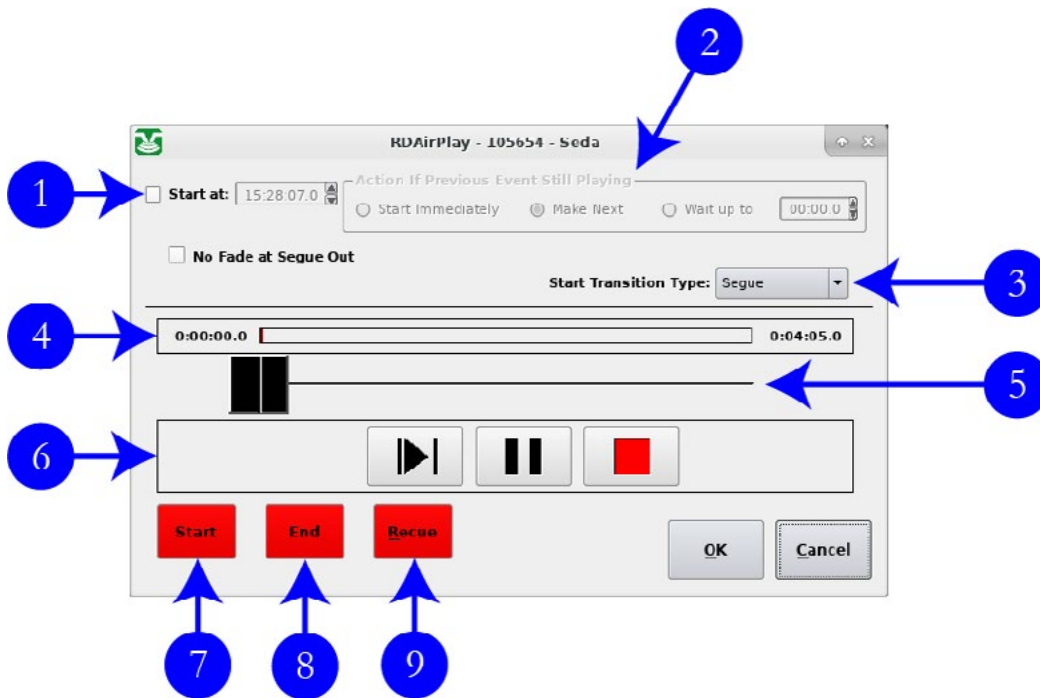 2
RDAirPlay - 105654 - Seda
1
Start at: 15:28:07.0
Action If Previous Event Still Playing
Start Immediately Make Next Wait up to 00:00.0
No Fade at Segue Out
Start Transition Type: Segue
3
4
0:00:00.0 0:04:05.0
5
6
Start End Recue
OK Cancel
7 8 9